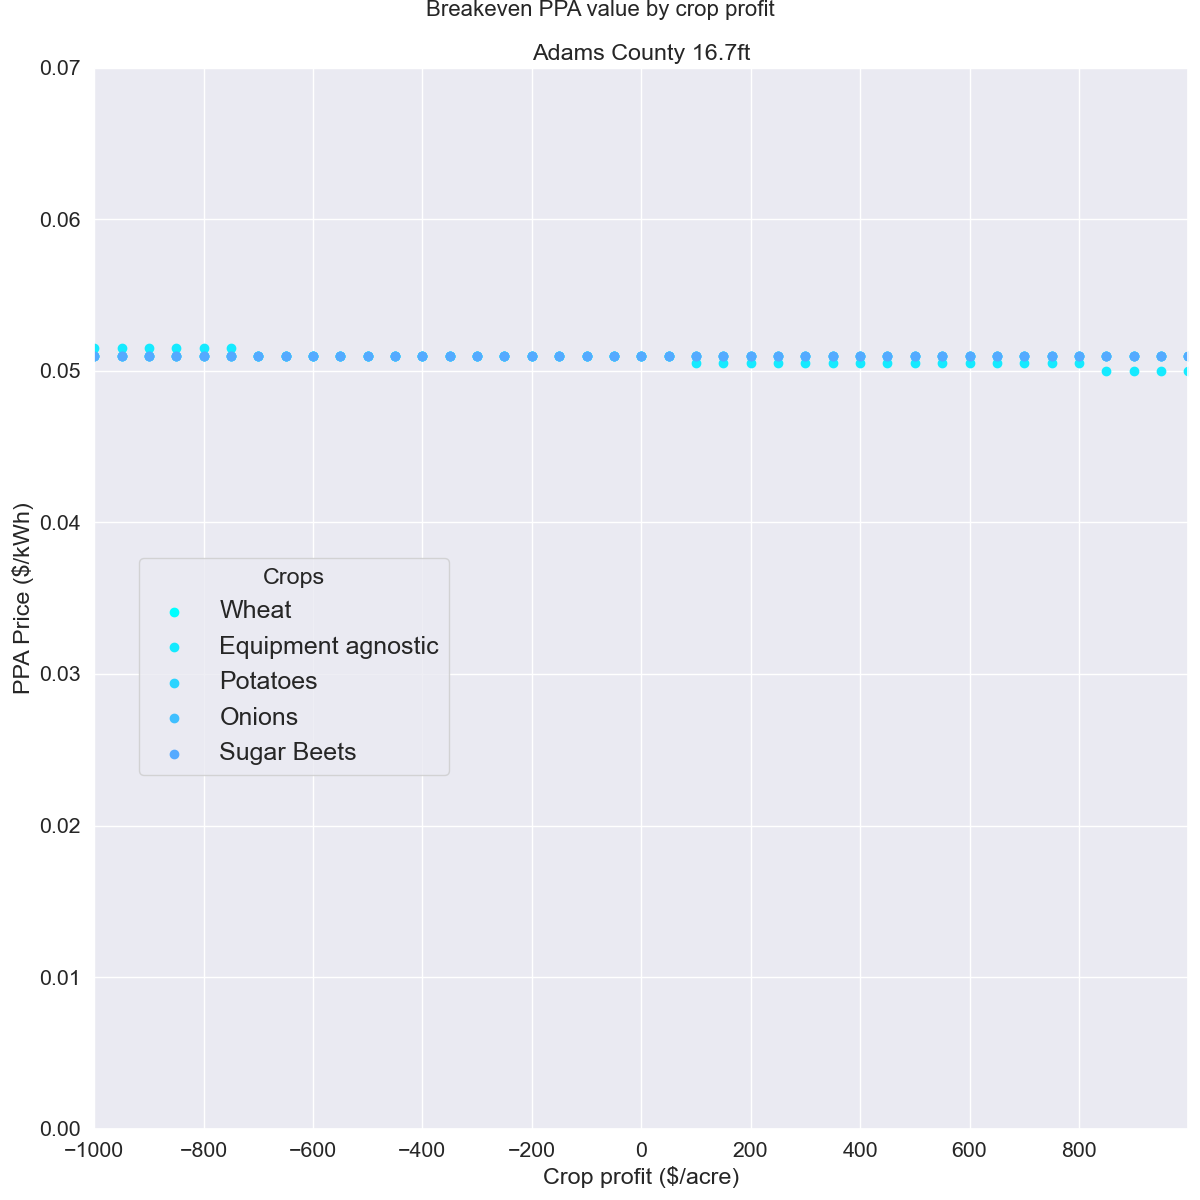 Breakeven PPA value by crop profit
Adams County 16.7ft
0.07
0.06
0.05
0.04
0.03
0.02
0.01
0.00
PPA Price ($/kWh)
Crops
Wheat
Equipment agnostic
Potatoes
Onions
Sugar Beets
−1000 −800 −600 −400 −200 0 200 400 600 800
Crop profit ($/acre)